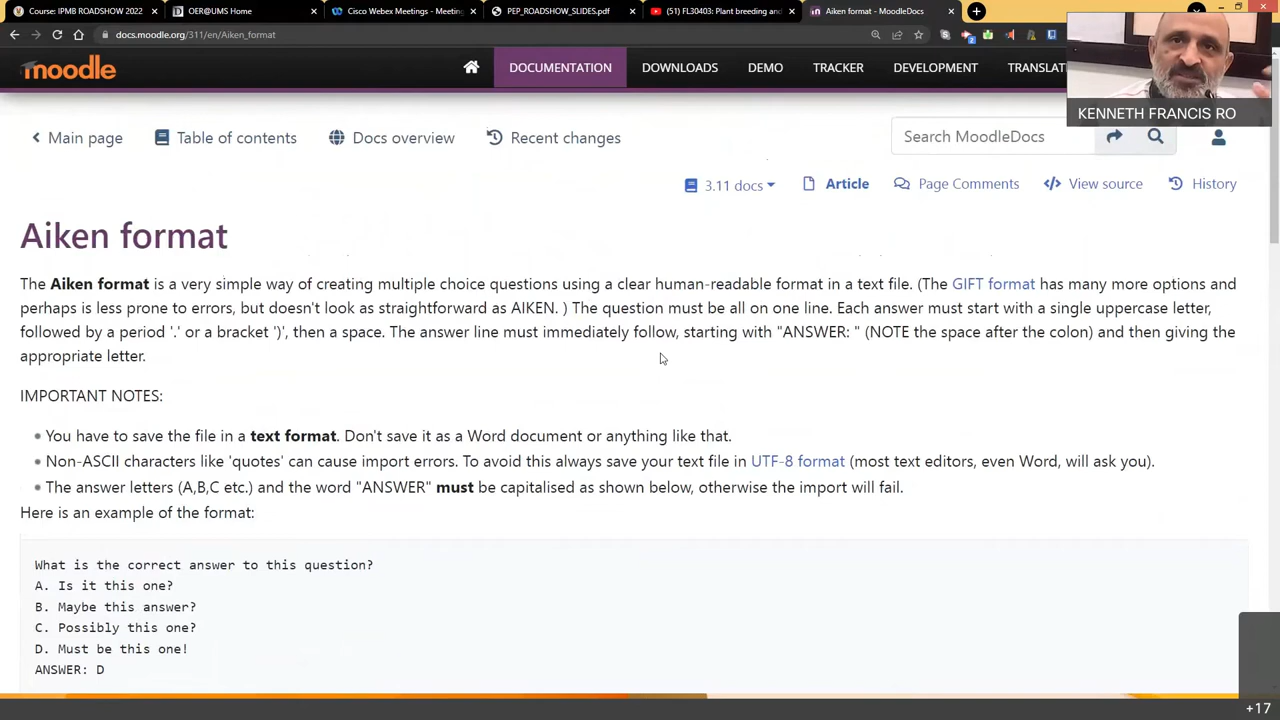 Course: IPMB ROADSHOW 2022
OER@UMS Home
Cisco Webex Meetings - Meeting
PEP_ROADSHOW_SLIDES.pdf
(51) FL30403: Plant breeding and
Aiken format - MoodleDocs
docs.moodle.org/311/en/Aiken_format
moodle
DOCUMENTATION
DOWNLOADS
DEMO
TRACKER
DEVELOPMENT
TRANSLAT
KENNETH FRANCIS RO
Main page
Table of contents
Docs overview
Recent changes
Search MoodleDocs
3.11 docs
Article
Page Comments
View source
History
Aiken format
The Aiken format is a very simple way of creating multiple choice questions using a clear human-readable format in a text file. (The GIFT format has many more options and
perhaps is less prone to errors, but doesn't look as straightforward as AIKEN. ) The question must be all on one line. Each answer must start with a single uppercase letter,
followed by a period '.' or a bracket ')', then a space. The answer line must immediately follow, starting with "ANSWER: " (NOTE the space after the colon) and then giving the
appropriate letter.
IMPORTANT NOTES:
You have to save the file in a text format. Don't save it as a Word document or anything like that.
Non-ASCII characters like 'quotes' can cause import errors. To avoid this always save your text file in UTF-8 format (most text editors, even Word, will ask you).
The answer letters (A,B,C etc.) and the word "ANSWER" must be capitalised as shown below, otherwise the import will fail.
Here is an example of the format:
What is the correct answer to this question?
A. Is it this one?
B. Maybe this answer?
C. Possibly this one?
D. Must be this one!
ANSWER: D
+17